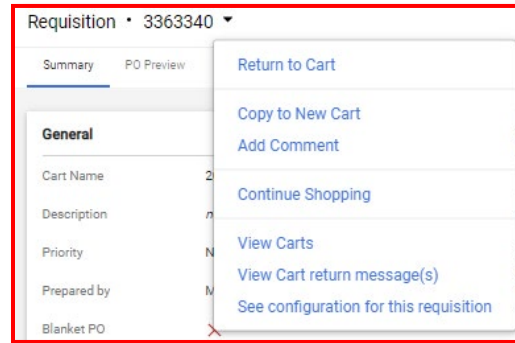 Requisition • 3363340
Summary PO Preview
General
Cart Name 2
Description n
Priority N
Prepared by M
Blanket PO
Return to Cart
Copy to New Cart
Add Comment
Continue Shopping
View Carts
View Cart return message(s)
See configuration for this requisition